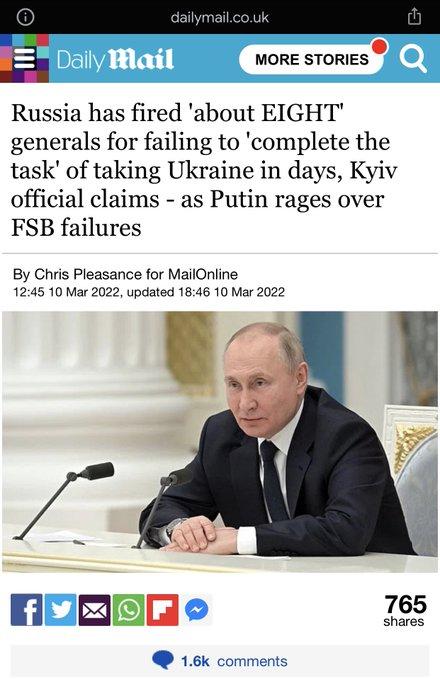 dailymail.co.uk
Daily Mail
MORE STORIES
Russia has fired 'about EIGHT'
generals for failing to 'complete the
task' of taking Ukraine in days, Kyiv
official claims - as Putin rages over
FSB failures
By Chris Pleasance for MailOnline
12:45 10 Mar 2022, updated 18:46 10 Mar 2022
765
shares
1.6k comments